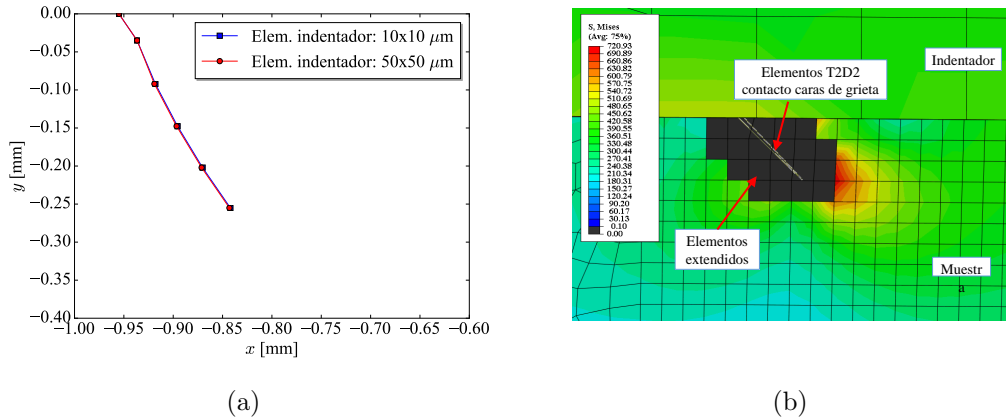 0.00
−0.05
−0.10
−0.15
−0.20
−0.25
−0.30
−0.35
−0.40
y [mm]
−1.00 −0.95 −0.90 −0.85 −0.80 −0.75 −0.70 −0.65 −0.60
x [mm]
Elem. indentador: 10x10 μm
Elem. indentador: 50x50 μm
(a)
S, Mises
(Avg: 75%)
720.93
690.89
660.86
630.82
600.79
570.75
540.72
510.69
480.65
450.62
420.58
390.55
360.51
330.48
300.44
270.41
240.38
210.34
180.31
150.27
120.24
90.20
60.17
30.13
0.10
0.00
Elementos T2D2
contacto caras de grieta
Indentador
Elementos
extendidos
Muestr
a
(b)